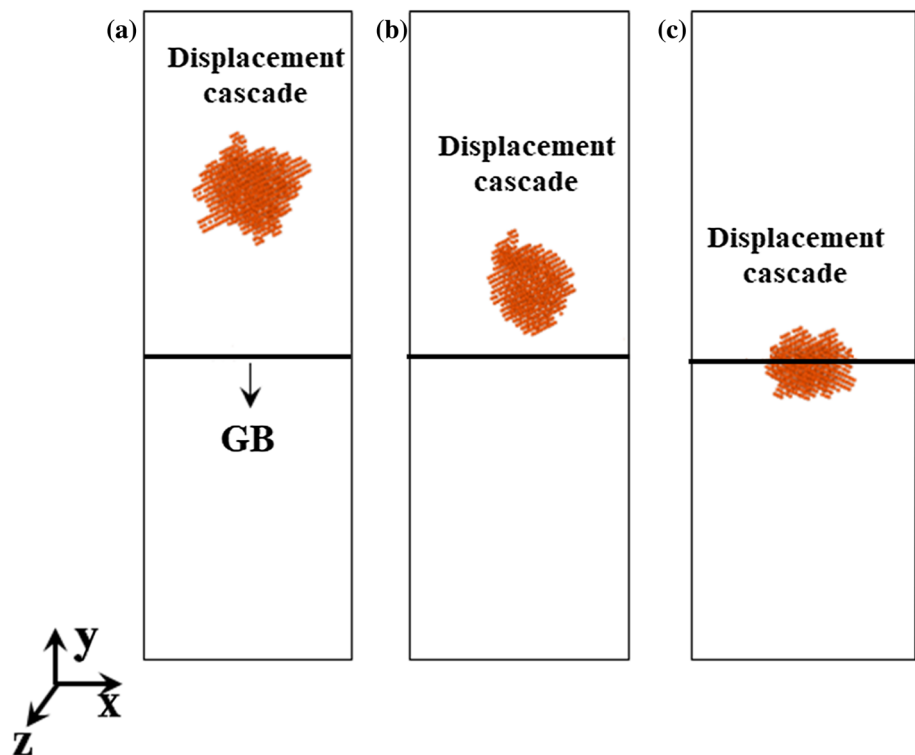 (a)
Displacement
cascade
GB
(b)
Displacement
cascade
(c)
Displacement
cascade
y
x
z